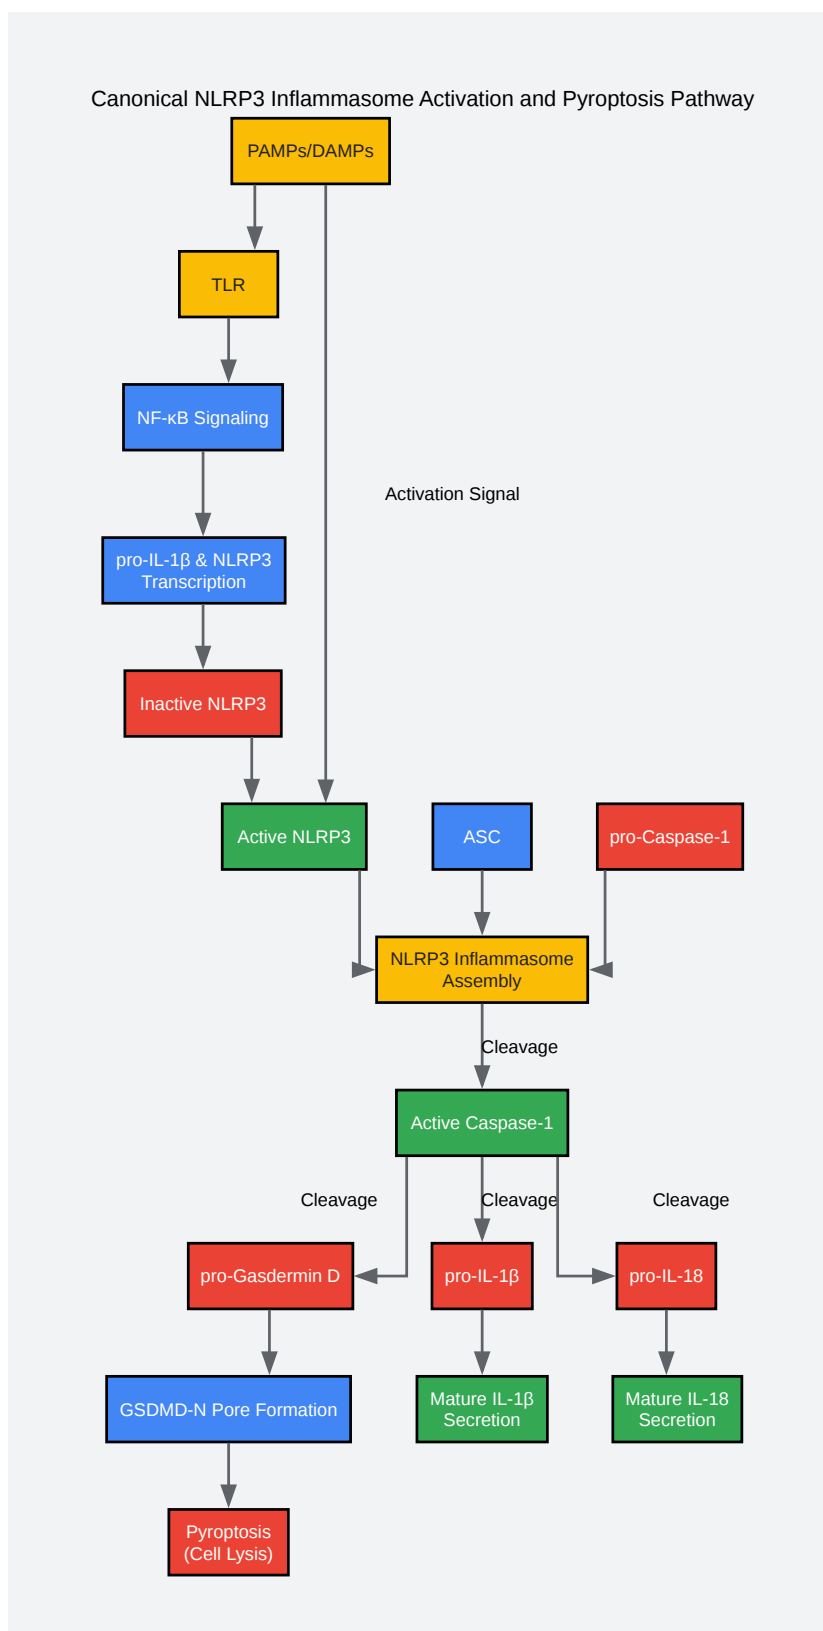 Canonical NLRP3 Inflammasome Activation and Pyroptosis Pathway
PAMPs/DAMPs
TLR
NF-κB Signaling
Activation Signal
pro-IL-1β & NLRP3
Transcription
Inactive NLRP3
Active NLRP3
ASC
pro-Caspase-1
NLRP3 Inflammasome
Assembly
Cleavage
Active Caspase-1
Cleavage
Cleavage
Cleavage
pro-Gasdermin D
pro-IL-1β
pro-IL-18
GSDMD-N Pore Formation
Mature IL-1β
Secretion
Mature IL-18
Secretion
Pyroptosis
(Cell Lysis)